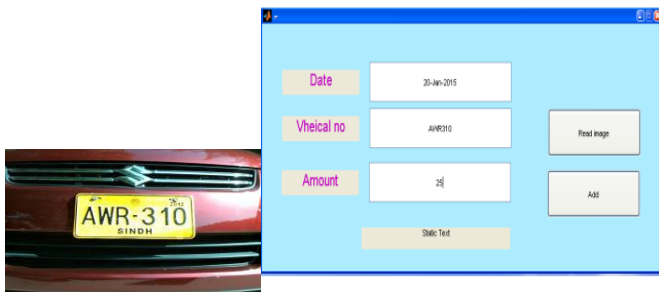 Date
20-Jan-2015
Vheical no
AWR310
Amount
25
Read image
Add
Static Text
AWR-310
SINDH